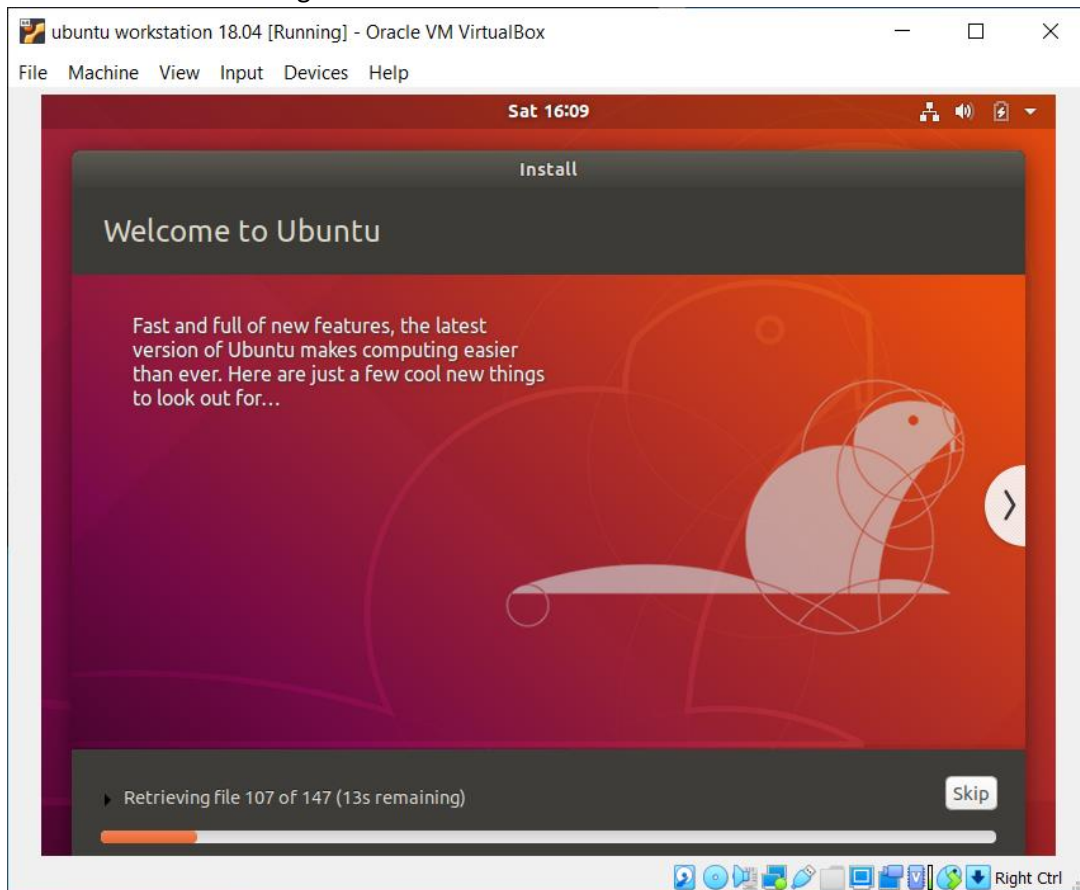 ubuntu workstation 18.04 [Running] - Oracle VM VirtualBox
File Machine View Input Devices Help
Sat 16:09
Install
Welcome to Ubuntu
Fast and full of new features, the latest
version of Ubuntu makes computing easier
than ever. Here are just a few cool new things
to look out for...
Retrieving file 107 of 147 (13s remaining)
Skip
Right Ctrl